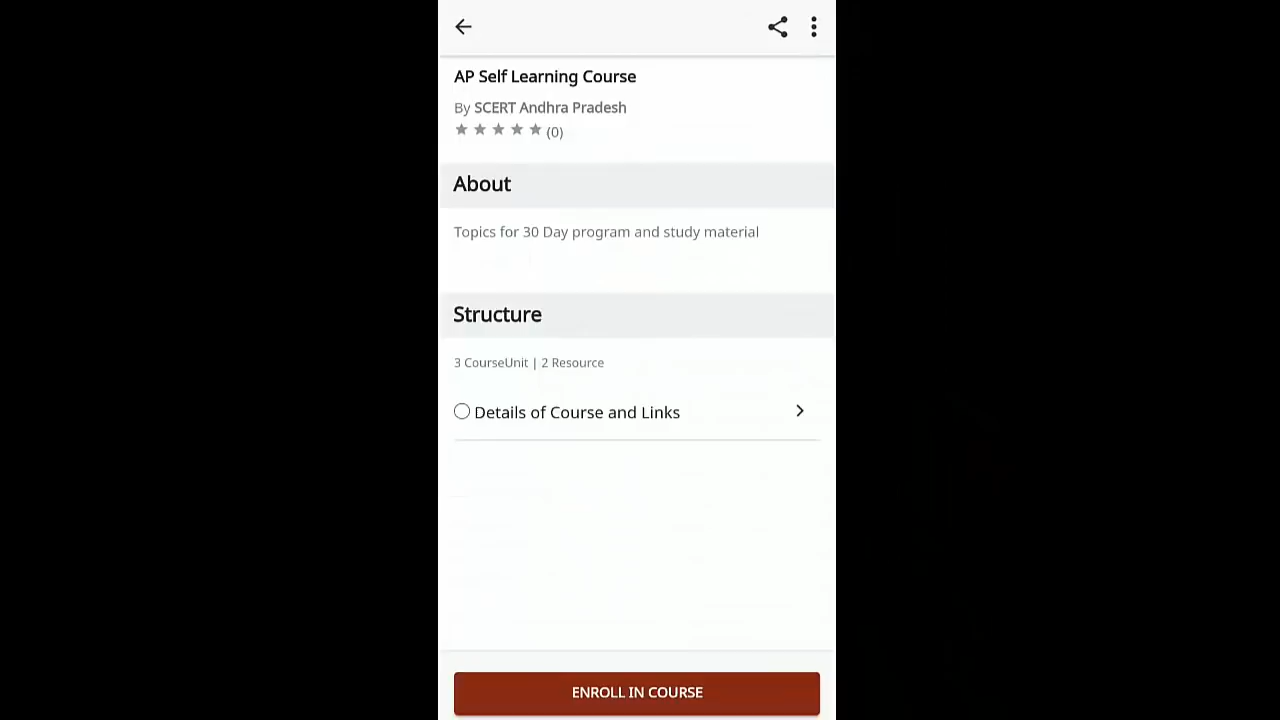 AP Self Learning Course
By SCERT Andhra Pradesh
(0)
About
Topics for 30 Day program and study material
Structure
3 CourseUnit | 2 Resource
Details of Course and Links
ENROLL IN COURSE